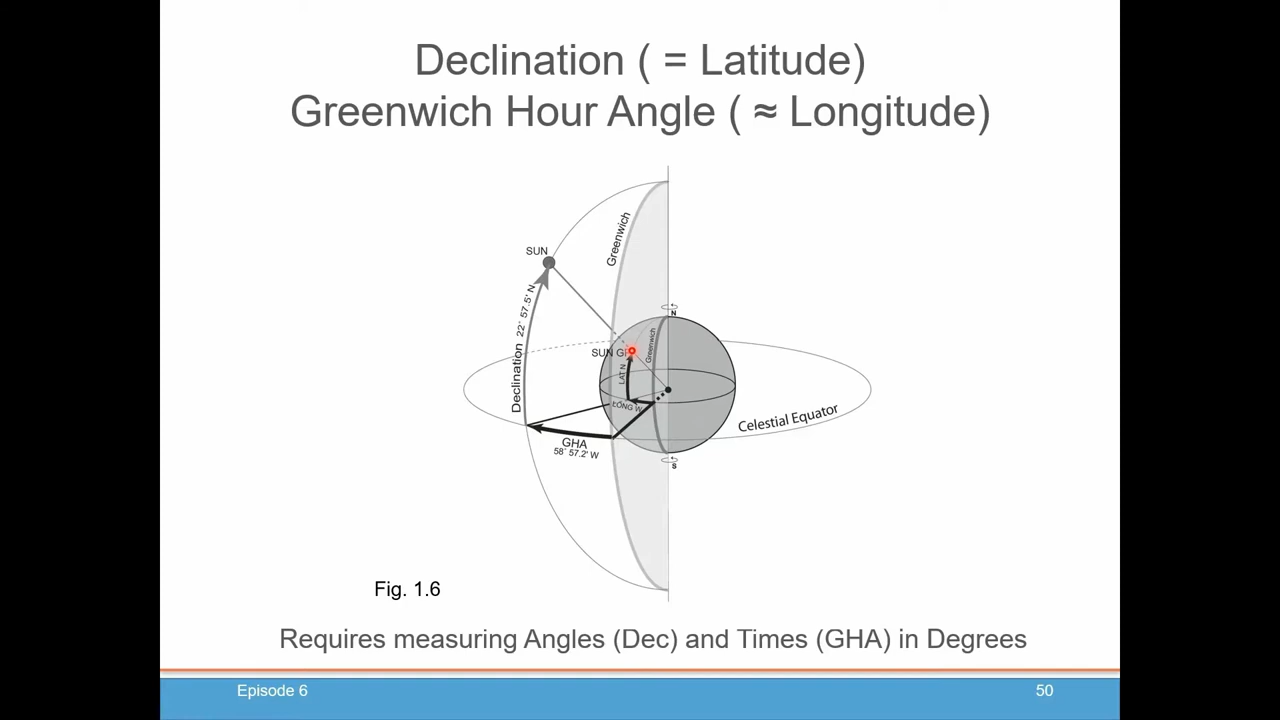 Declination ( = Latitude)
Greenwich Hour Angle ( ≈ Longitude)
SUN
Greenwich
Declination 22° 57.5' N
N
SUN G
Greenwich
LAT N
LONG W
GHA
58° 57.2' W
Celestial Equator
S
Fig. 1.6
Requires measuring Angles (Dec) and Times (GHA) in Degrees
Episode 6
50